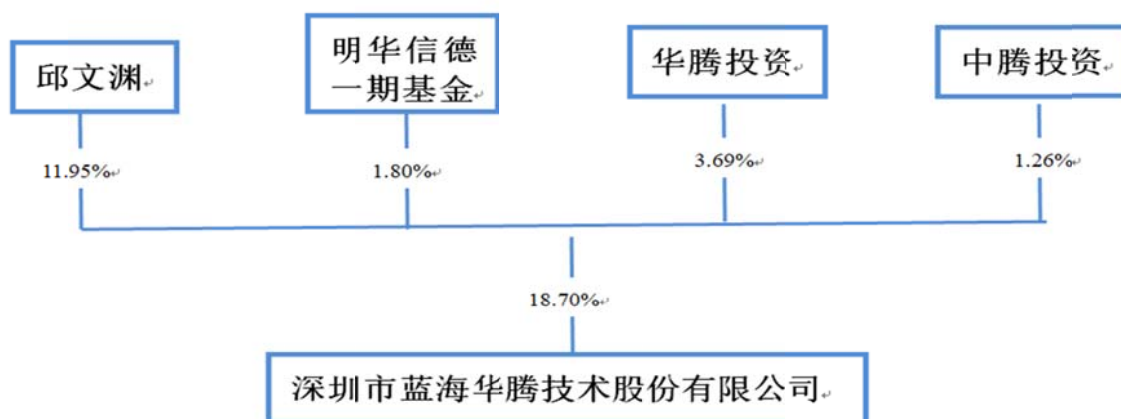 邱文渊
明华信德
一期基金
华腾投资
中腾投资
11.95%
1.80%
3.69%
1.26%
18.70%
深圳市蓝海华腾技术股份有限公司